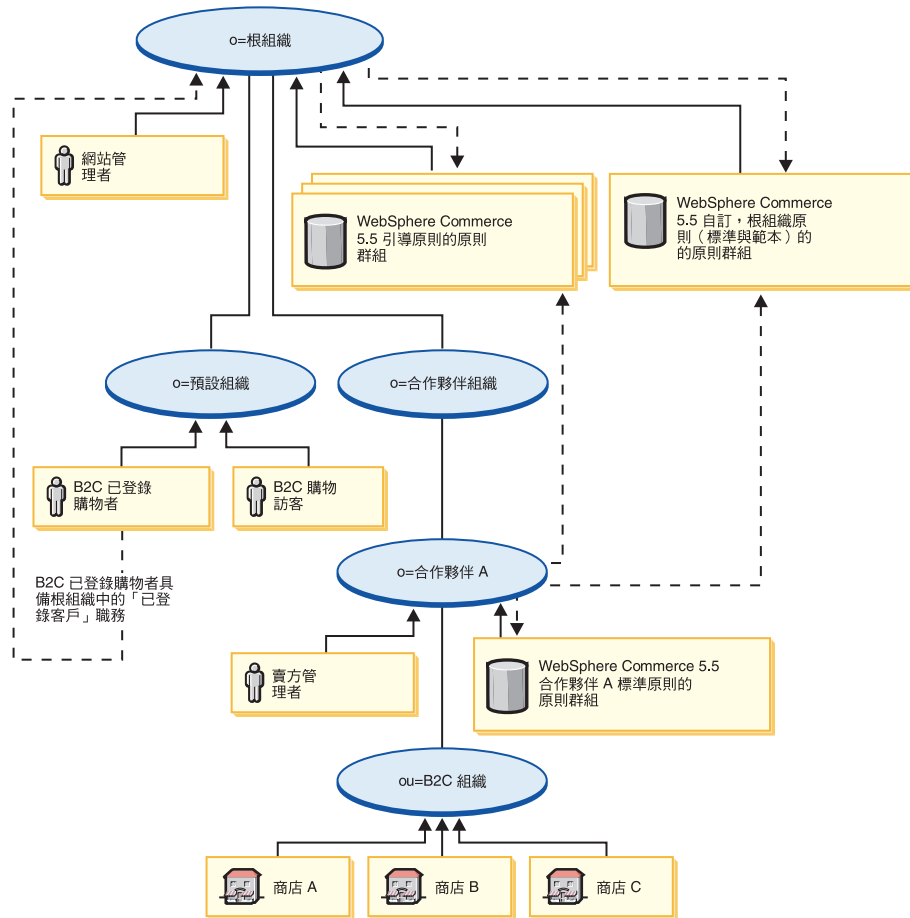 o=根組織
網站管
理者
WebSphere Commerce
5.5 引導原則的原則
群組
WebSphere Commerce
5.5 自訂，根組織原
則（標準與範本）的
的原則群組
o=預設組織
o=合作夥伴組織
B2C 已登錄
購物者
B2C 購物
訪客
B2C 已登錄購物者具
備根組織中的「已登
錄客戶」職務
o=合作夥伴 A
賣方管
理者
WebSphere Commerce 5.5
合作夥伴 A 標準原則的
原則群組
ou=B2C 組織
商店 A
商店 B
商店 C